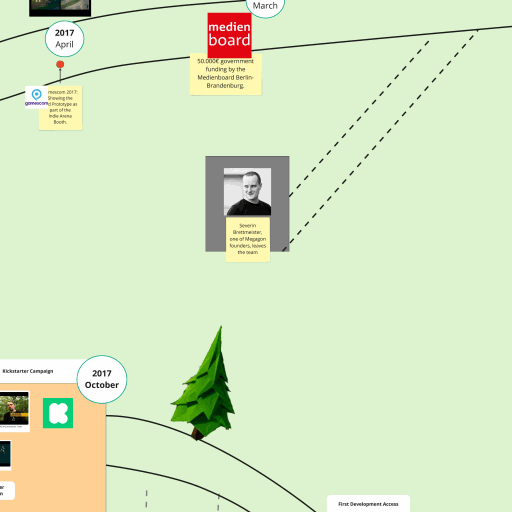 March
2017
April
medien
board
50.000€ government
funding by the
Medienboard Berlin-
Brandenburg,
mescom 2017:
Showing the
Prototype as
part of the
Indie Arena
Booth.
gamescom
Severin
Brettmeister,
one of Megagon
founders, leaves
the team
2017
October
Kickstarter Campaign
First Development Access